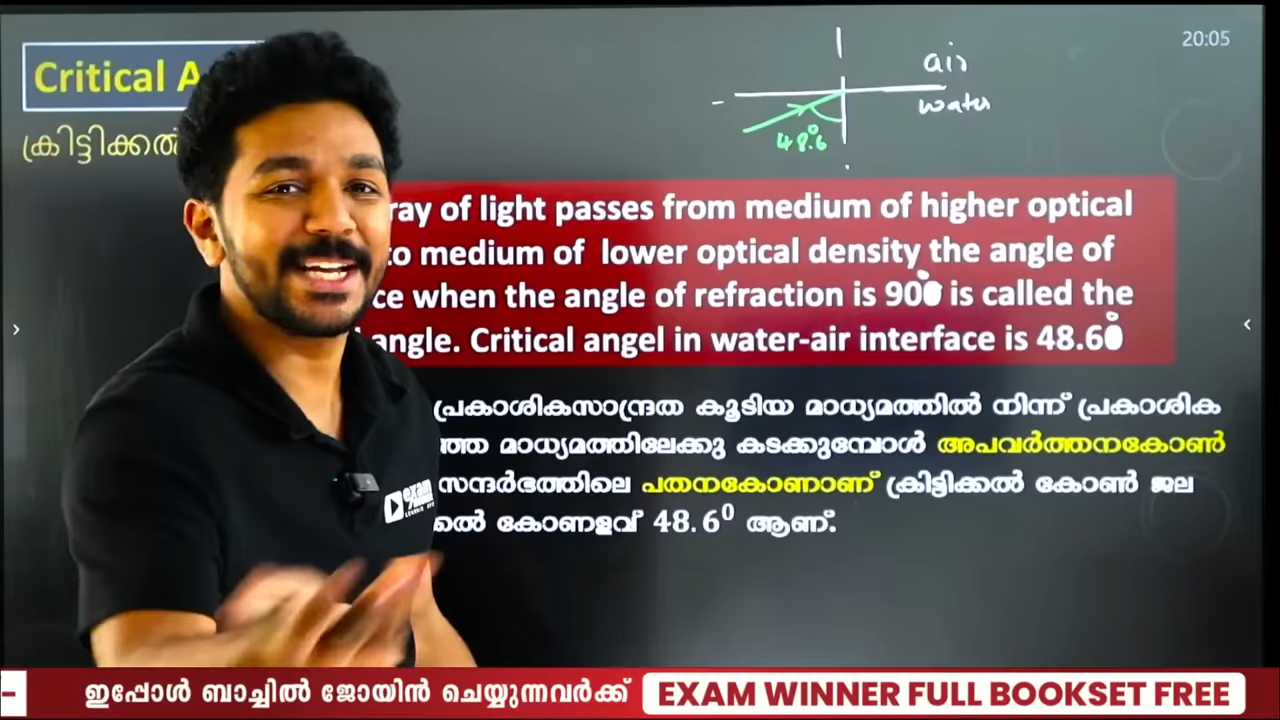 Critical A
20:05
ക്രിട്ടിക്കൽ
air
water
48.6°
ray of light passes from medium of higher optical
to medium of lower optical density the angle of
ce when the angle of refraction is 90° is called the
angle. Critical angel in water-air interface is 48.6°
പ്രകാശികസാന്ദ്രത കൂടിയ മാധ്യമത്തിൽ നിന്ന് പ്രകാശിക
ഞ്ഞ മാധ്യമത്തിലേക്കു കടക്കുമ്പോൾ അപവർത്തനകോൺ
സന്ദർഭത്തിലെ പതനകോണാണ് ക്രിട്ടിക്കൽ കോൺ ജല
ൽ കോണളവ് 48.6⁰ ആണ്.
exam
ഇപ്പോൾ ബാച്ചിൽ ജോയിൻ ചെയ്യുന്നവർക്ക് EXAM WINNER FULL BOOKSET FREE